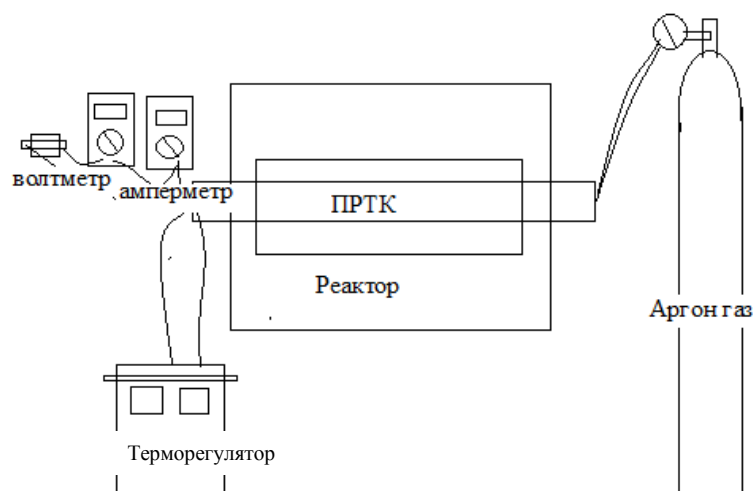 волтметр
амперметр
ПРТК
Реактор
Аргон газ
Терморегулятор